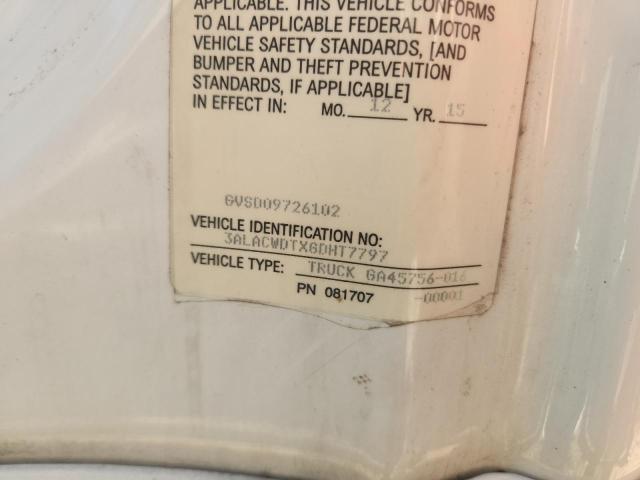 APPLICABLE. THIS VEHICLE CONFORMS
TO ALL APPLICABLE FEDERAL MOTOR
VEHICLE SAFETY STANDARDS, [AND
BUMPER AND THEFT PREVENTION
STANDARDS, IF APPLICABLE]
IN EFFECT IN: MO. 12 YR. 15
GVSD09726102
VEHICLE IDENTIFICATION NO:
3ALACWDTXGDHT7797
VEHICLE TYPE: TRUCK GA45756-016
PN 081707 -00001